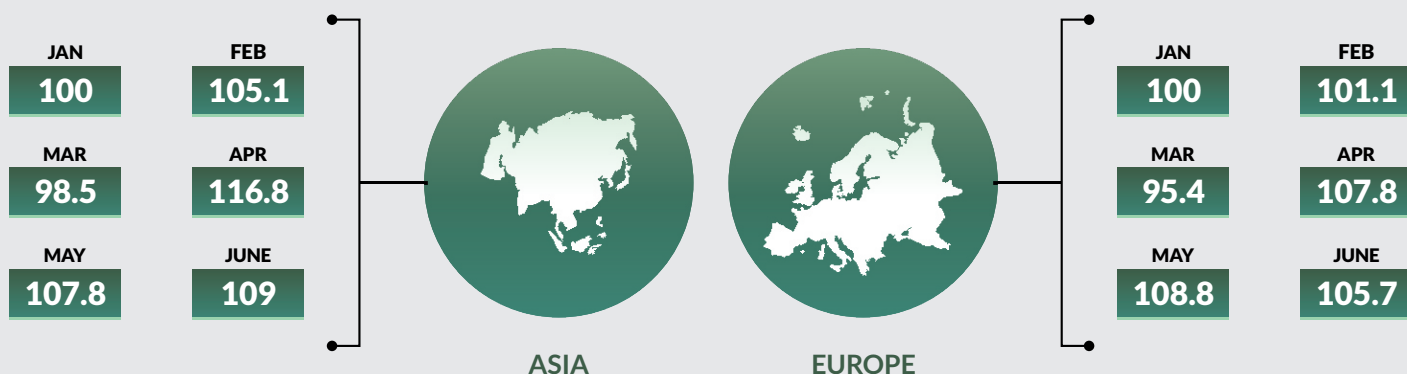 JAN FEB
100 105.1
MAR APR
98.5 116.8
MAY JUNE
107.8 109
ASIA
JAN FEB
100 101.1
MAR APR
95.4 107.8
MAY JUNE
108.8 105.7
EUROPE